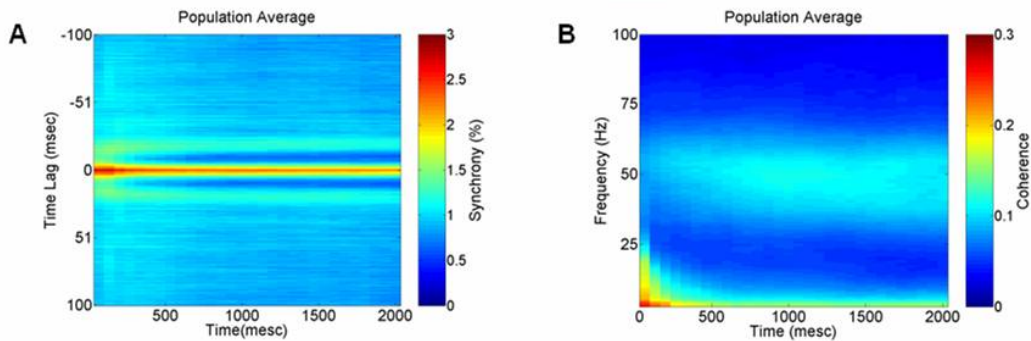 A
Population Average
Time Lag (msec)
-100
-51
0
51
100
500
1000
1500
2000
Time(mesc)
3
2.5
2
1.5
1
0.5
0
Synchrony (%)
B
Population Average
Frequency (Hz)
100
75
50
25
0
500
1000
1500
2000
Time (mesc)
0.3
0.2
0.1
0
Coherence